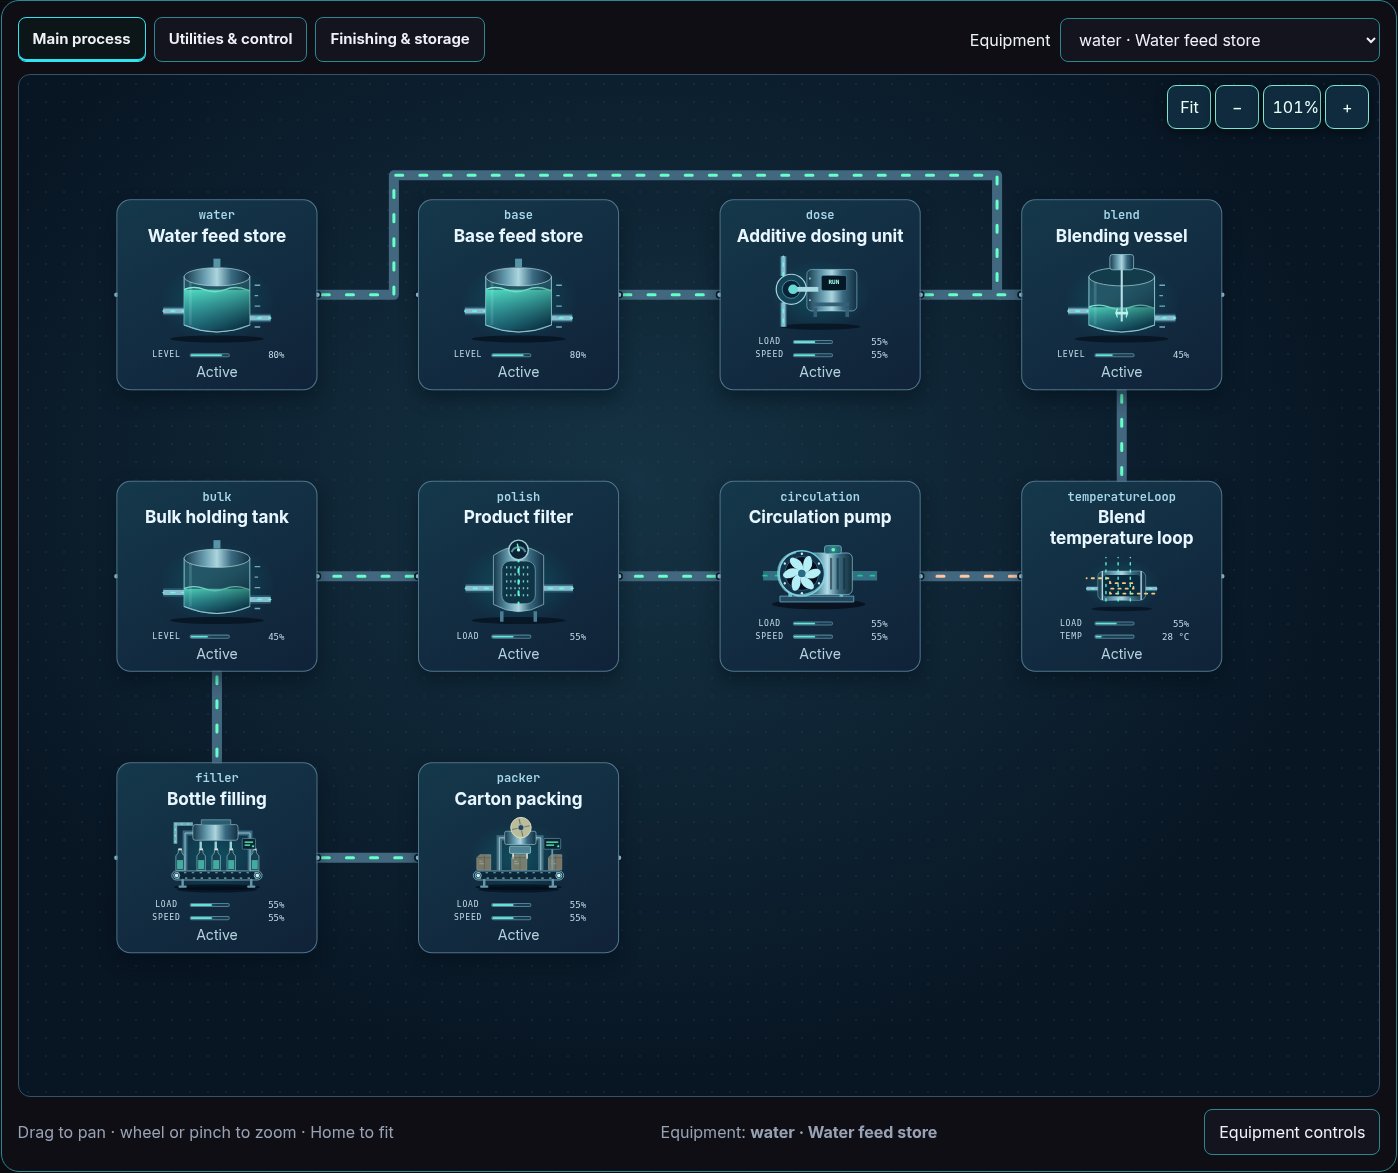 Main process
Utilities & control
Finishing & storage
Equipment
water · Water feed store
Fit
−
101%
+
water
Water feed store
LEVEL 80%
Active
base
Base feed store
LEVEL 80%
Active
dose
Additive dosing unit
RUN
LOAD 55%
SPEED 55%
Active
blend
Blending vessel
LEVEL 45%
Active
bulk
Bulk holding tank
LEVEL 45%
Active
polish
Product filter
LOAD 55%
Active
circulation
Circulation pump
LOAD 55%
SPEED 55%
Active
temperatureLoop
Blend
temperature loop
LOAD 55%
TEMP 28 °C
Active
filler
Bottle filling
LOAD 55%
SPEED 55%
Active
packer
Carton packing
LOAD 55%
SPEED 55%
Active
Drag to pan · wheel or pinch to zoom · Home to fit
Equipment: water · Water feed store
Equipment controls